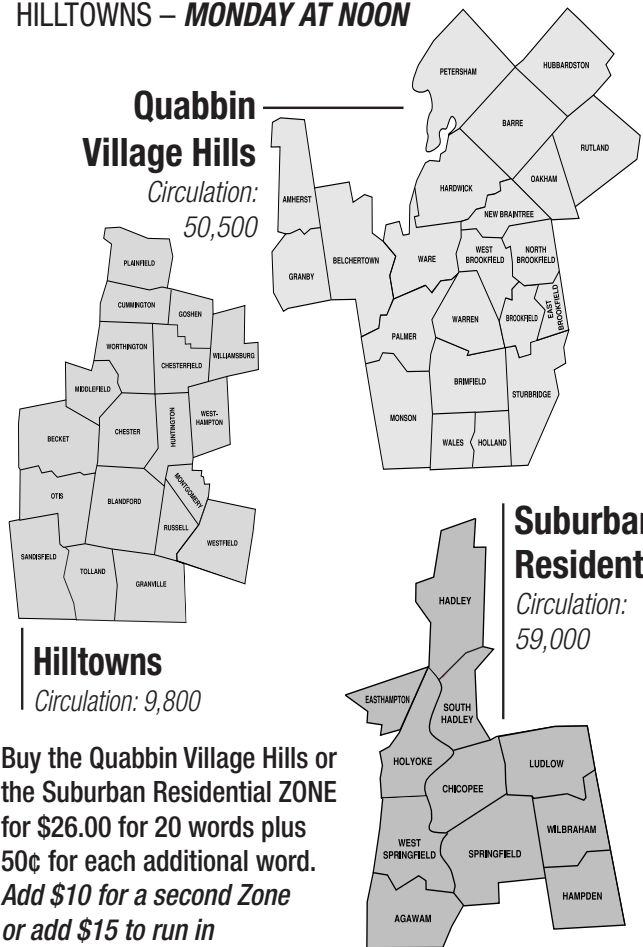 HILLTOWNS – MONDAY AT NOON
Quabbin
Village Hills
Circulation:
50,500
PETERSHAM
HUBBARDSTON
BARRE
RUTLAND
OAKHAM
HARDWICK
NEW BRAINTREE
AMHERST
BELCHERTOWN
GRANBY
WARE
WEST
BROOKFIELD
NORTH
BROOKFIELD
EAST
BROOKFIELD
BROOKFIELD
WARREN
PALMER
BRIMFIELD
STURBRIDGE
MONSON
WALES
HOLLAND
PLAINFIELD
CUMMINGTON
GOSHEN
WORTHINGTON
CHESTERFIELD
WILLIAMSBURG
MIDDLEFIELD
CHESTER
HUNTINGTON
WEST-
HAMPTON
BECKET
MONTGOMERY
OTIS
BLANDFORD
RUSSELL
WESTFIELD
SANDISFIELD
TOLLAND
GRANVILLE
Hilltowns
Circulation: 9,800
Suburban
Resident
Circulation:
59,000
HADLEY
EASTHAMPTON
SOUTH
HADLEY
HOLYOKE
CHICOPEE
LUDLOW
WILBRAHAM
WEST
SPRINGFIELD
SPRINGFIELD
HAMPDEN
AGAWAM
Buy the Quabbin Village Hills or
the Suburban Residential ZONE
for $26.00 for 20 words plus
50¢ for each additional word.
Add $10 for a second Zone
or add $15 to run in